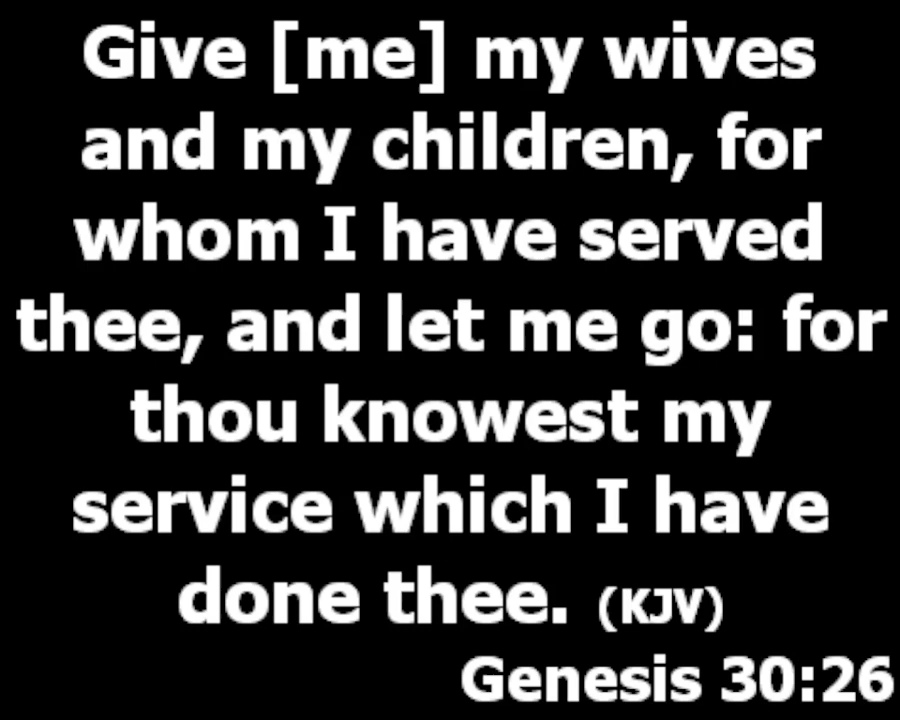 Give [me] my wives
and my children, for
whom I have served
thee, and let me go: for
thou knowest my
service which I have
done thee. (KJV)
Genesis 30:26